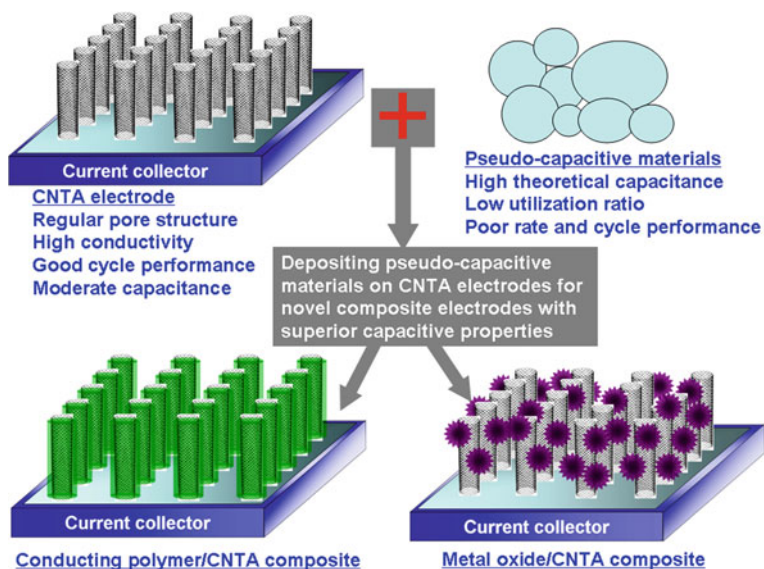 Current collector
CNTA electrode
Regular pore structure
High conductivity
Good cycle performance
Moderate capacitance
Pseudo-capacitive materials
High theoretical capacitance
Low utilization ratio
Poor rate and cycle performance
Depositing pseudo-capacitive
materials on CNTA electrodes for
novel composite electrodes with
superior capacitive properties
Current collector
Conducting polymer/CNTA composite
Current collector
Metal oxide/CNTA composite